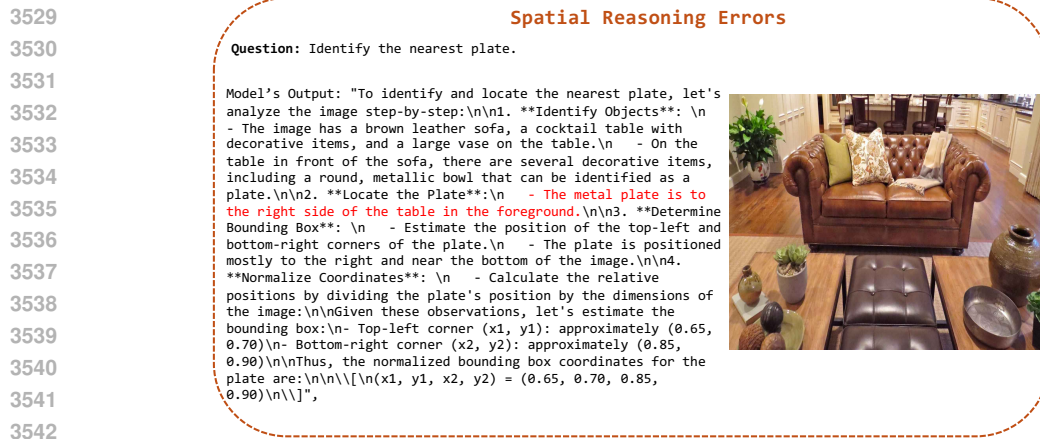 3529
Spatial Reasoning Errors
3530
Question: Identify the nearest plate.
3531
Model’s Output: "To identify and locate the nearest plate, let's
3532
analyze the image step-by-step:\n\n1. **Identify Objects**: \n
- The image has a brown leather sofa, a cocktail table with
3533
decorative items, and a large vase on the table.\n   - On the
table in front of the sofa, there are several decorative items,
3534
including a round, metallic bowl that can be identified as a
plate.\n\n2. **Locate the Plate**:\n   - The metal plate is to
3535
the right side of the table in the foreground.\n\n3. **Determine
3536
Bounding Box**: \n   - Estimate the position of the top-left and
bottom-right corners of the plate.\n   - The plate is positioned
3537
mostly to the right and near the bottom of the image.\n\n4.
3538
**Normalize Coordinates**: \n   - Calculate the relative
positions by dividing the plate's position by the dimensions of
3539
the image:\n\nGiven these observations, let's estimate the
bounding box:\n- Top-left corner (x1, y1): approximately (0.65,
3540
0.70)\n- Bottom-right corner (x2, y2): approximately (0.85,
0.90)\n\nThus, the normalized bounding box coordinates for the
plate are:\n\n\\[\n(x1, y1, x2, y2) = (0.65, 0.70, 0.85,
3541
0.90)\n\\]",
3542